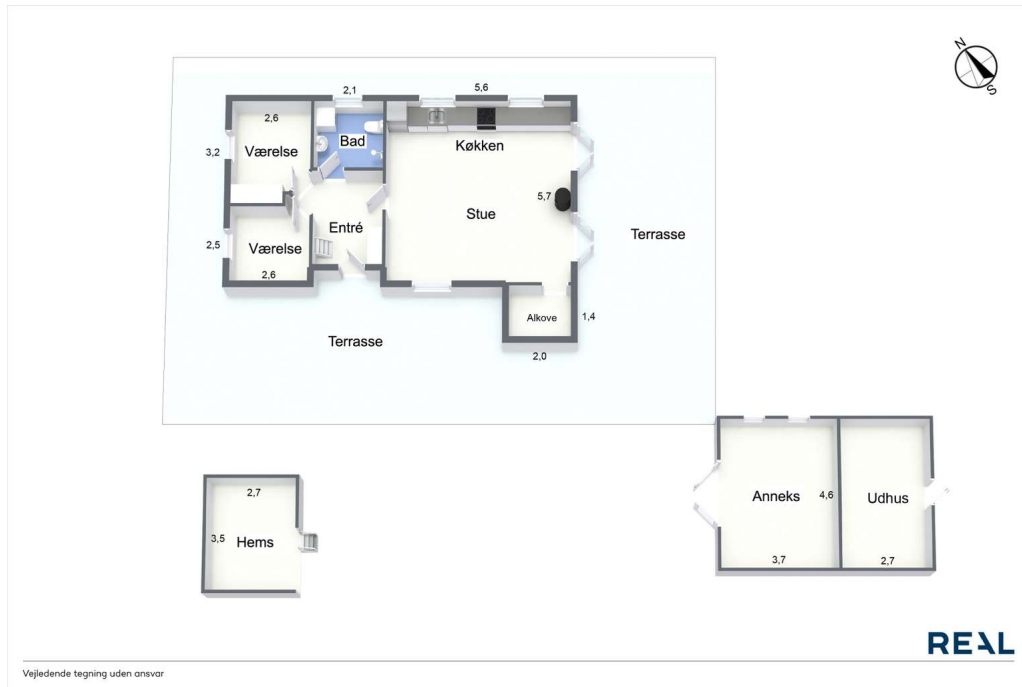 N
S
2,1
5,6
2,6
3,2
Værelse
Bad
Køkken
5,7
Stue
Entré
Terrasse
2,5
Værelse
2,6
Alkove
1,4
Terrasse
2,0
2,7
3,5
Hems
Anneks
4,6
Udhus
3,7
2,7
REAL
Vejledende tegning uden ansvar